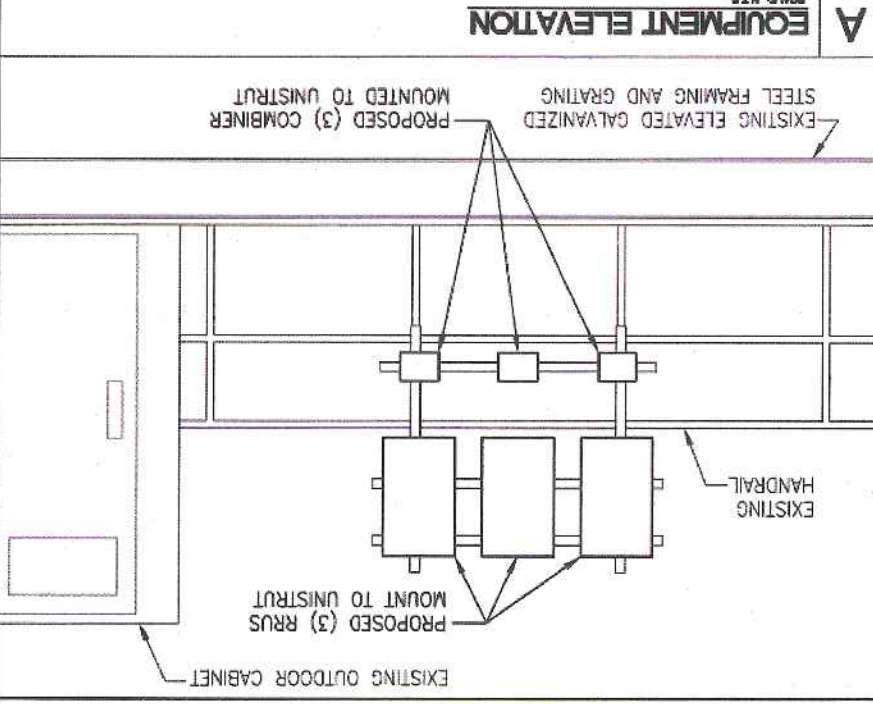 EXISTING OUTDOOR CABINET
PROPOSED (3) RRUS
MOUNT TO UNISTRUT
EXISTING
HANDRAIL
EXISTING ELEVATED GALVANIZED
STEEL FRAMING AND GRATING
PROPOSED (3) COMBINER
MOUNTED TO UNISTRUT
A
EQUIPMENT ELEVATION